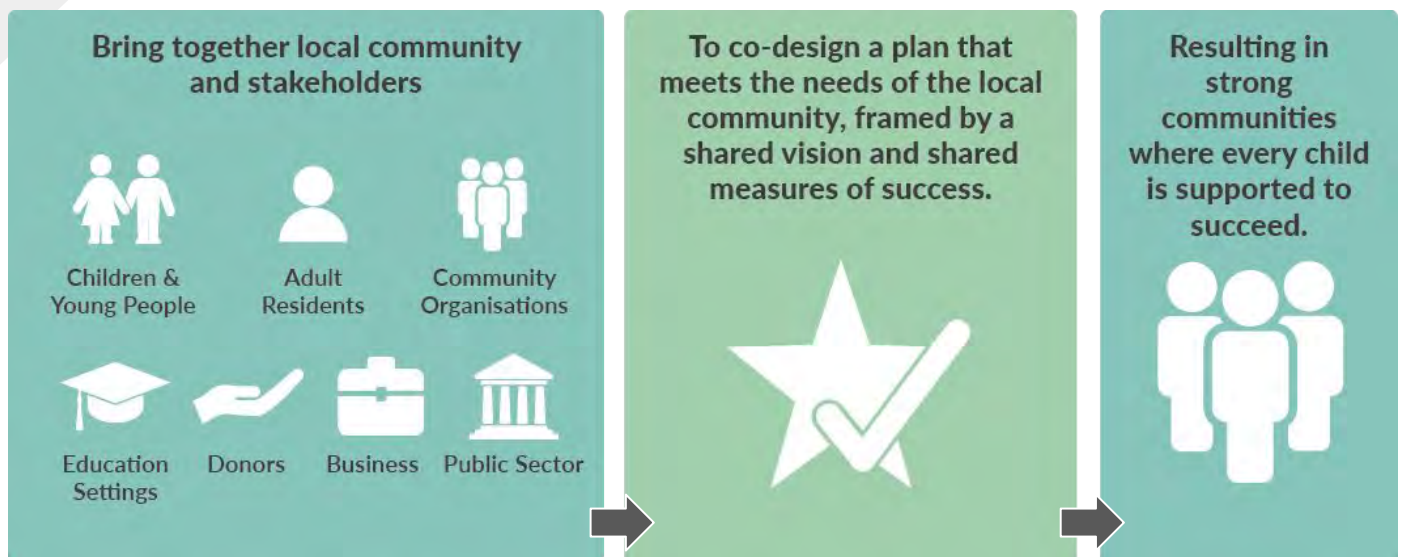 Bring together local community
and stakeholders
Children &
Young People
Adult
Residents
Community
Organisations
Education
Settings
Donors
Business
Public Sector
To co-design a plan that
meets the needs of the local
community, framed by a
shared vision and shared
measures of success.
Resulting in
strong
communities
where every child
is supported to
succeed.